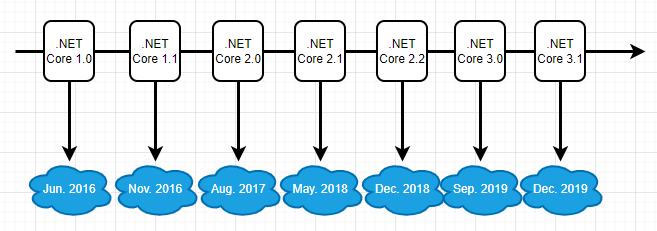 .NET
Core 1.0
.NET
Core 1.1
.NET
Core 2.0
.NET
Core 2.1
.NET
Core 2.2
.NET
Core 3.0
.NET
Core 3.1
Jun. 2016
Nov. 2016
Aug. 2017
May. 2018
Dec. 2018
Sep. 2019
Dec. 2019